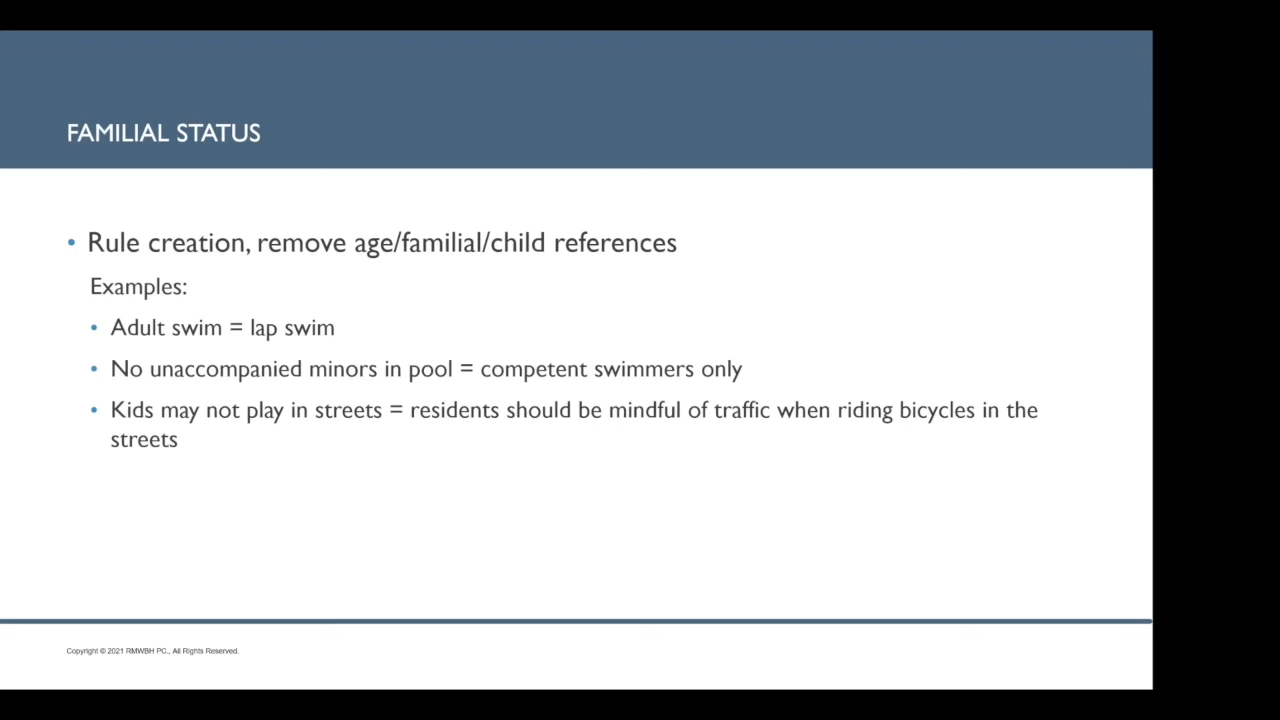 FAMILIAL STATUS
• Rule creation, remove age/familial/child references
Examples:
• Adult swim = lap swim
• No unaccompanied minors in pool = competent swimmers only
• Kids may not play in streets = residents should be mindful of traffic when riding bicycles in the
streets
Copyright © 2021 RMWBH PC., All Rights Reserved.